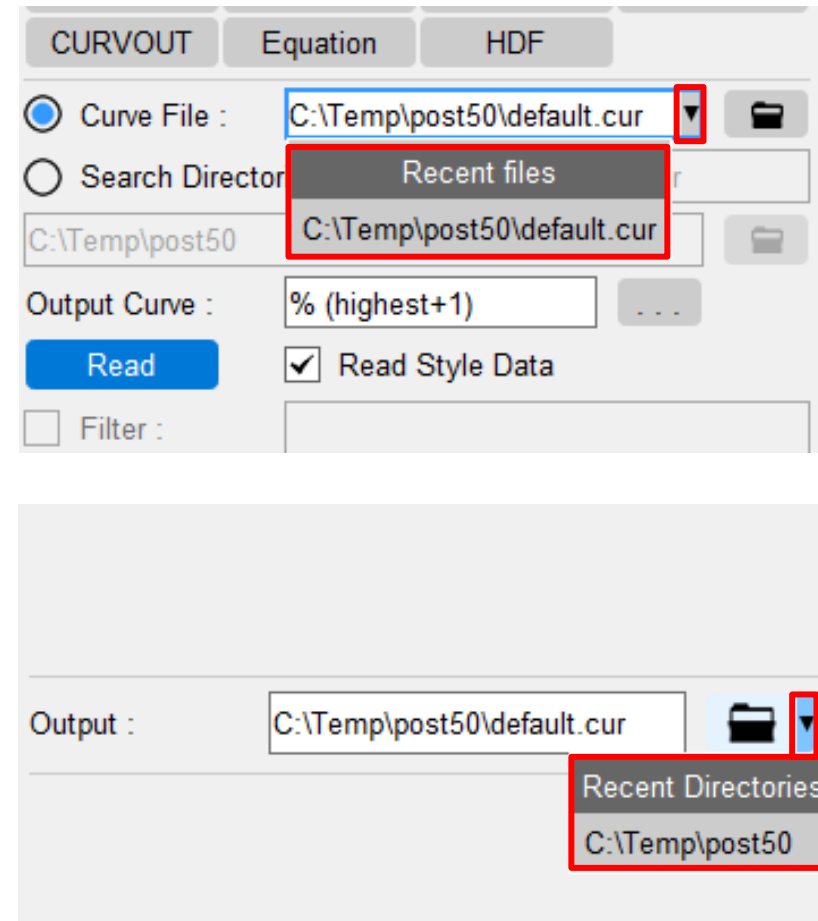 CURVOUT Equation HDF
Curve File : C:\Temp\post50\default.cur
Search Director r
Recent files
C:\Temp\post50 C:\Temp\post50\default.cur
Output Curve : % (highest+1) ...
Read Read Style Data
Filter :
Output : C:\Temp\post50\default.cur
Recent Directories
C:\Temp\post50